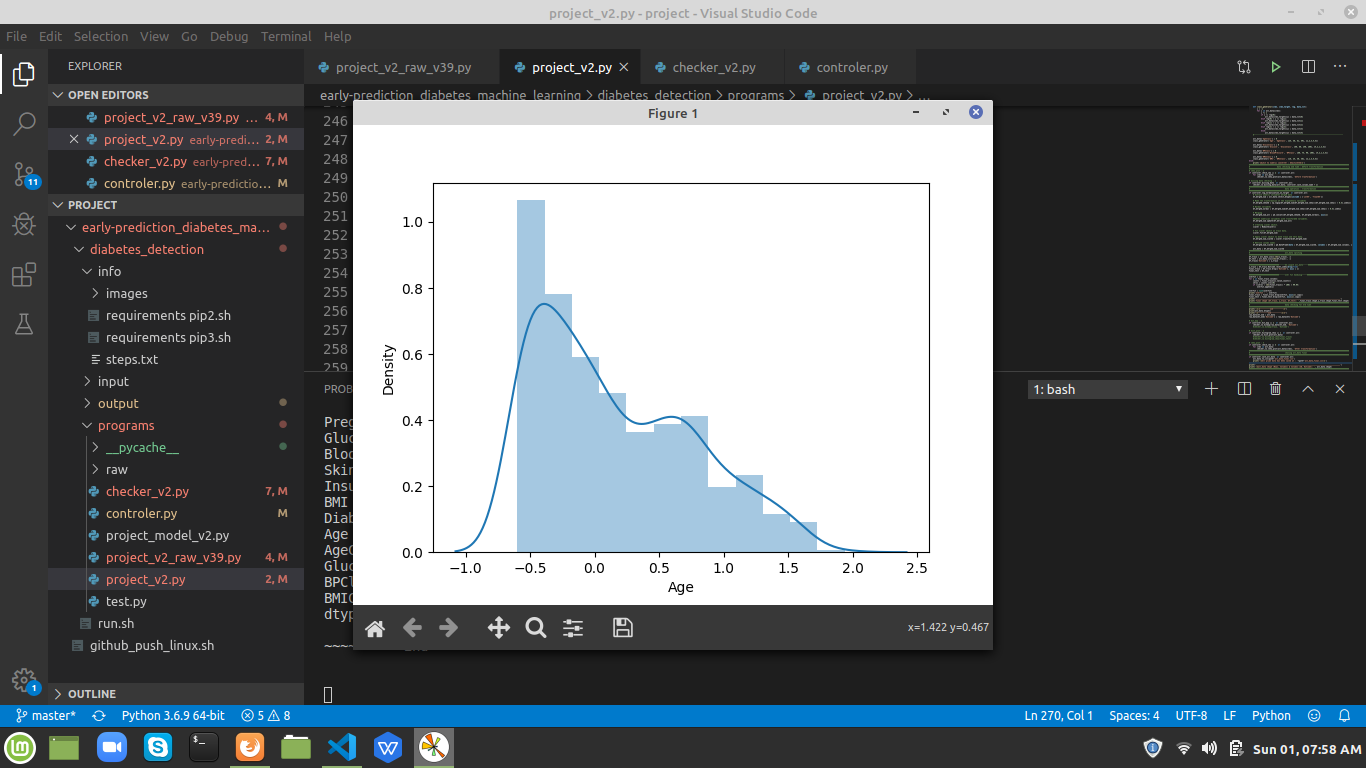 project_v2.py - project - Visual Studio Code
File Edit Selection View Go Debug Terminal Help
EXPLORER
project_v2_raw_v39.py project_v2.py checker_v2.py controler.py
OPEN EDITORS
project_v2_raw_v39.py ... 4, M
project_v2.py early-predi... 2, M
checker_v2.py early-pred... 7, M
controler.py early-predictio... M
PROJECT
early-prediction_diabetes_ma...
diabetes_detection
info
images
requirements pip2.sh
requirements pip3.sh
steps.txt
input
output
programs
__pycache__
raw
checker_v2.py 7, M
controler.py M
project_model_v2.py
project_v2_raw_v39.py 4, M
project_v2.py 2, M
test.py
run.sh
github_push_linux.sh
OUTLINE
11
1
early-prediction_diabetes_machine_learning > diabetes_detection > programs > project_v2.py > ...
246
247
248
249
250
251
252
253
254
255
256
257
258
259
Figure 1
1.0
0.8
0.6
0.4
0.2
0.0
Density
−1.0 −0.5 0.0 0.5 1.0 1.5 2.0 2.5
Age
x=1.422 y=0.467
PROB
1: bash
Preg
Gluc
Bloo
Skin
Insu
BMI
Diab
Age
AgeC
Gluc
BPCl
BMIC
dtyp
~~~~
master* Python 3.6.9 64-bit 5 8 Ln 270, Col 1 Spaces: 4 UTF-8 LF Python
Sun 01, 07:58 AM